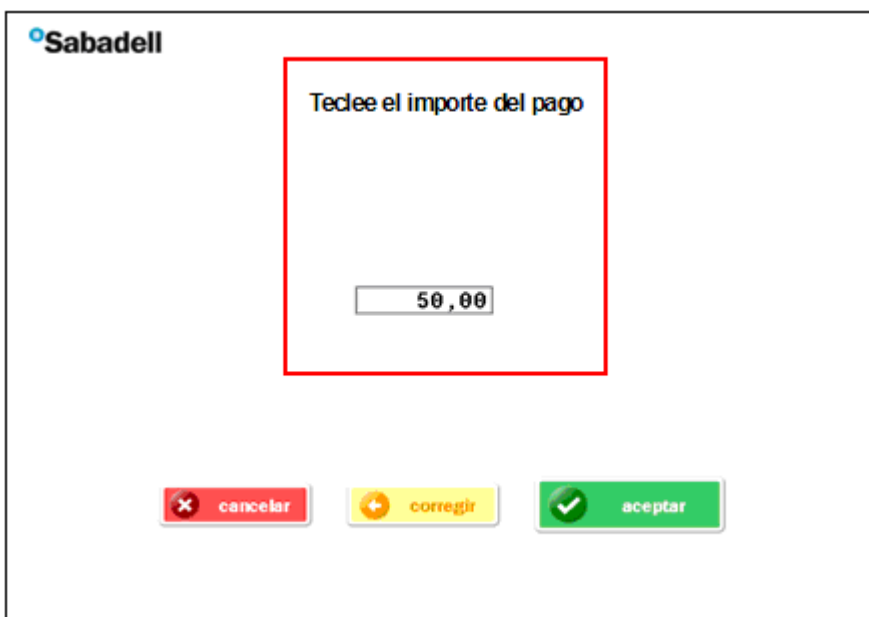 °Sabadell
Teclee el importe del pago
50,00
cancelar
corregir
aceptar